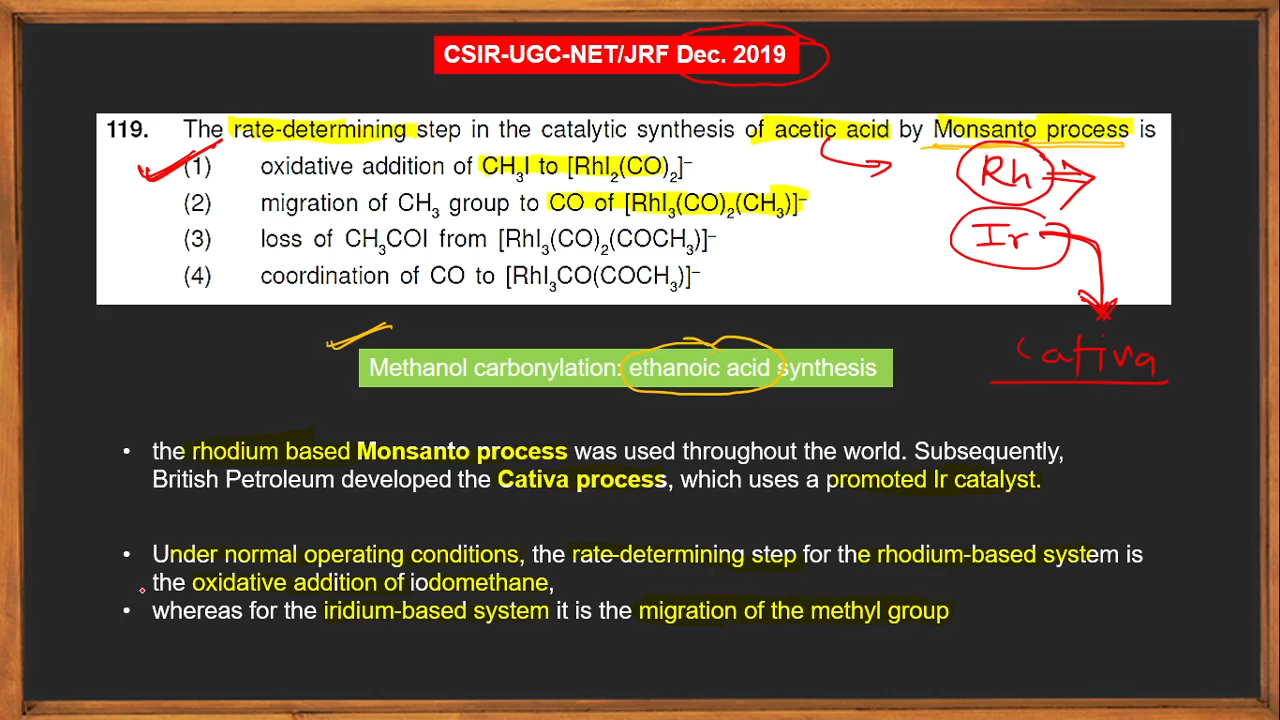 CSIR-UGC-NET/JRF Dec. 2019
119. The rate-determining step in the catalytic synthesis of acetic acid by Monsanto process is
(1) oxidative addition of CH₃I to [RhI₂(CO)₂]⁻
(2) migration of CH₃ group to CO of [RhI₃(CO)₂(CH₃)]⁻
(3) loss of CH₃COI from [RhI₃(CO)₂(COCH₃)]⁻
(4) coordination of CO to [RhI₃CO(COCH₃)]⁻
Rh
Ir
Cativa
Methanol carbonylation: ethanoic acid synthesis
• the rhodium based Monsanto process was used throughout the world. Subsequently,
British Petroleum developed the Cativa process, which uses a promoted Ir catalyst.
• Under normal operating conditions, the rate-determining step for the rhodium-based system is
the oxidative addition of iodomethane,
• whereas for the iridium-based system it is the migration of the methyl group